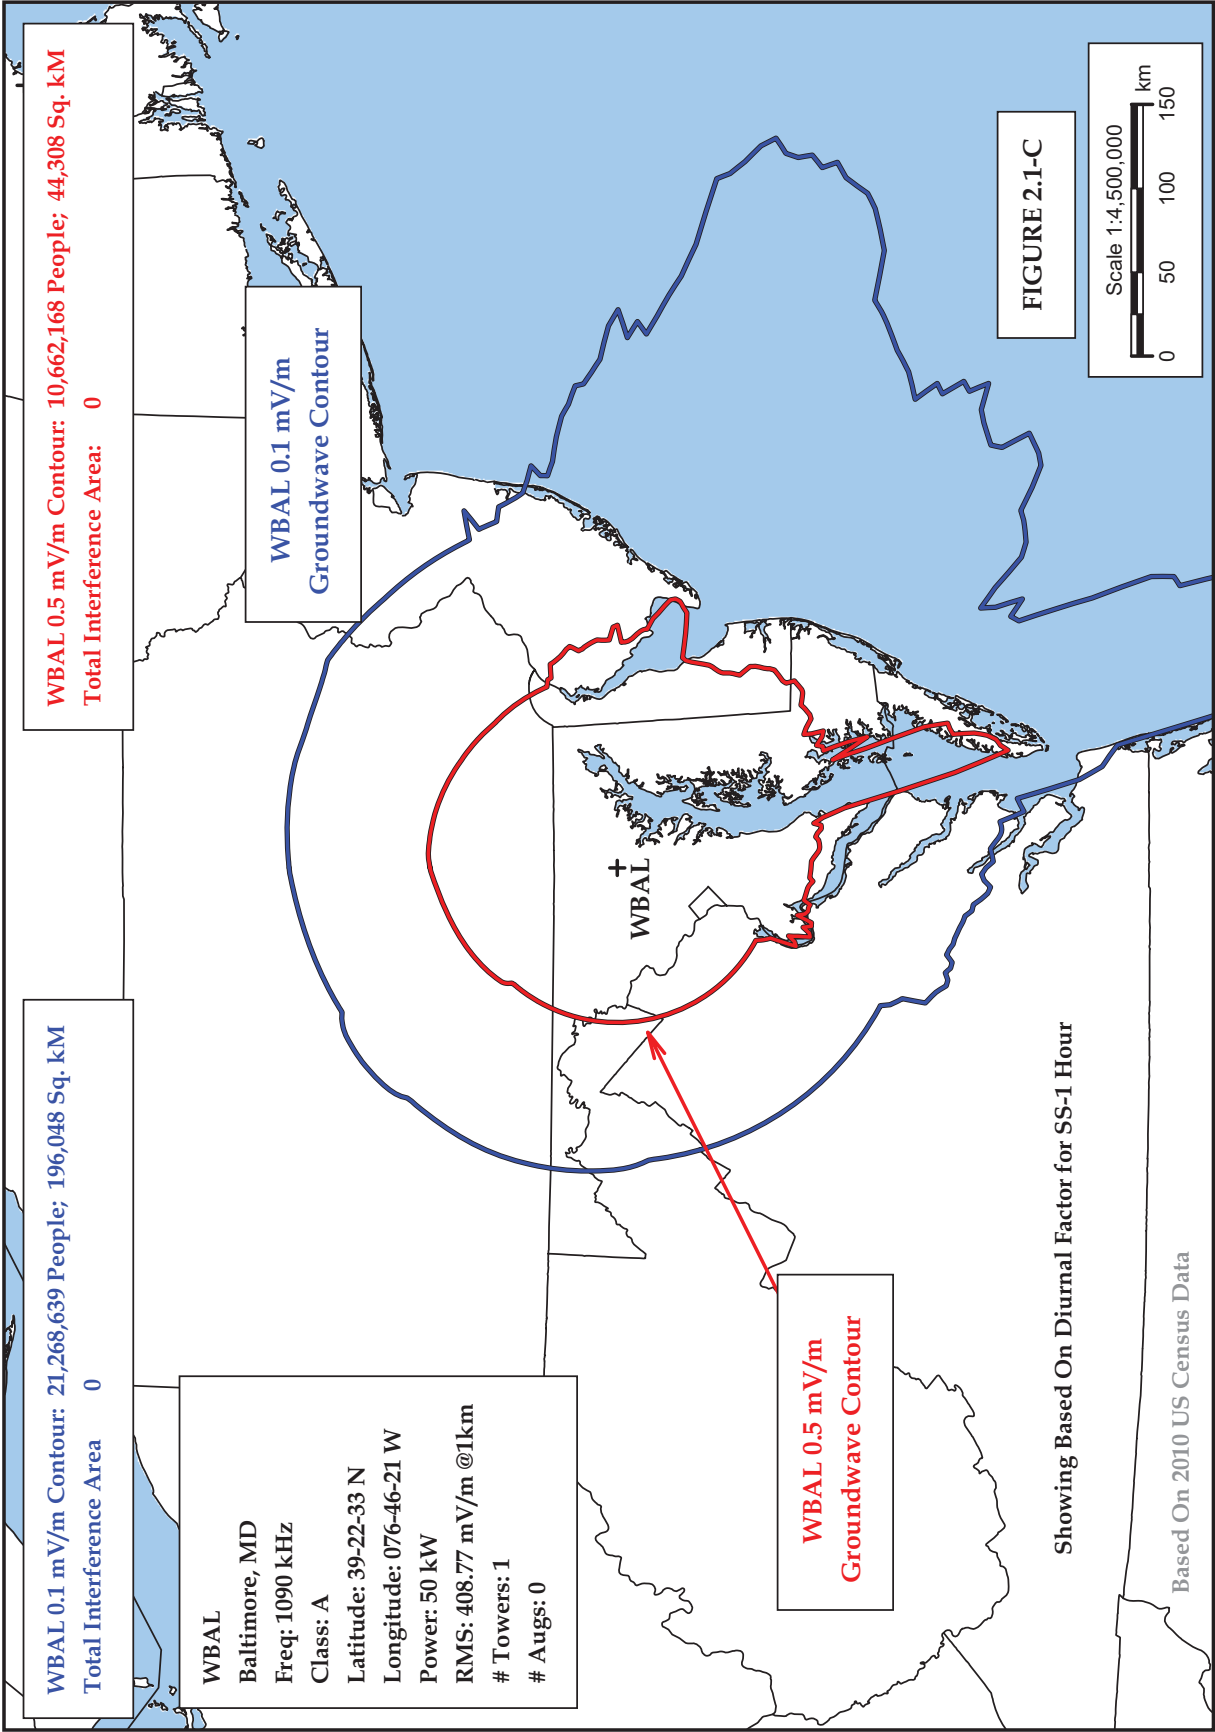 WBAL 0.1 mV/m Contour: 21,268,639 People; 196,048 Sq. kM
Total Interference Area 0
WBAL 0.5 mV/m Contour: 10,662,168 People; 44,308 Sq. kM
Total Interference Area: 0
WBAL
Baltimore, MD
Freq: 1090 kHz
Class: A
Latitude: 39-22-33 N
Longitude: 076-46-21 W
Power: 50 kW
RMS: 408.77 mV/m @1km
# Towers: 1
# Augs: 0
WBAL 0.1 mV/m
Groundwave Contour
WBAL
WBAL 0.5 mV/m
Groundwave Contour
FIGURE 2.1-C
Showing Based On Diurnal Factor for SS-1 Hour
Scale 1:4,500,000
km
0 50 100 150
Based On 2010 US Census Data